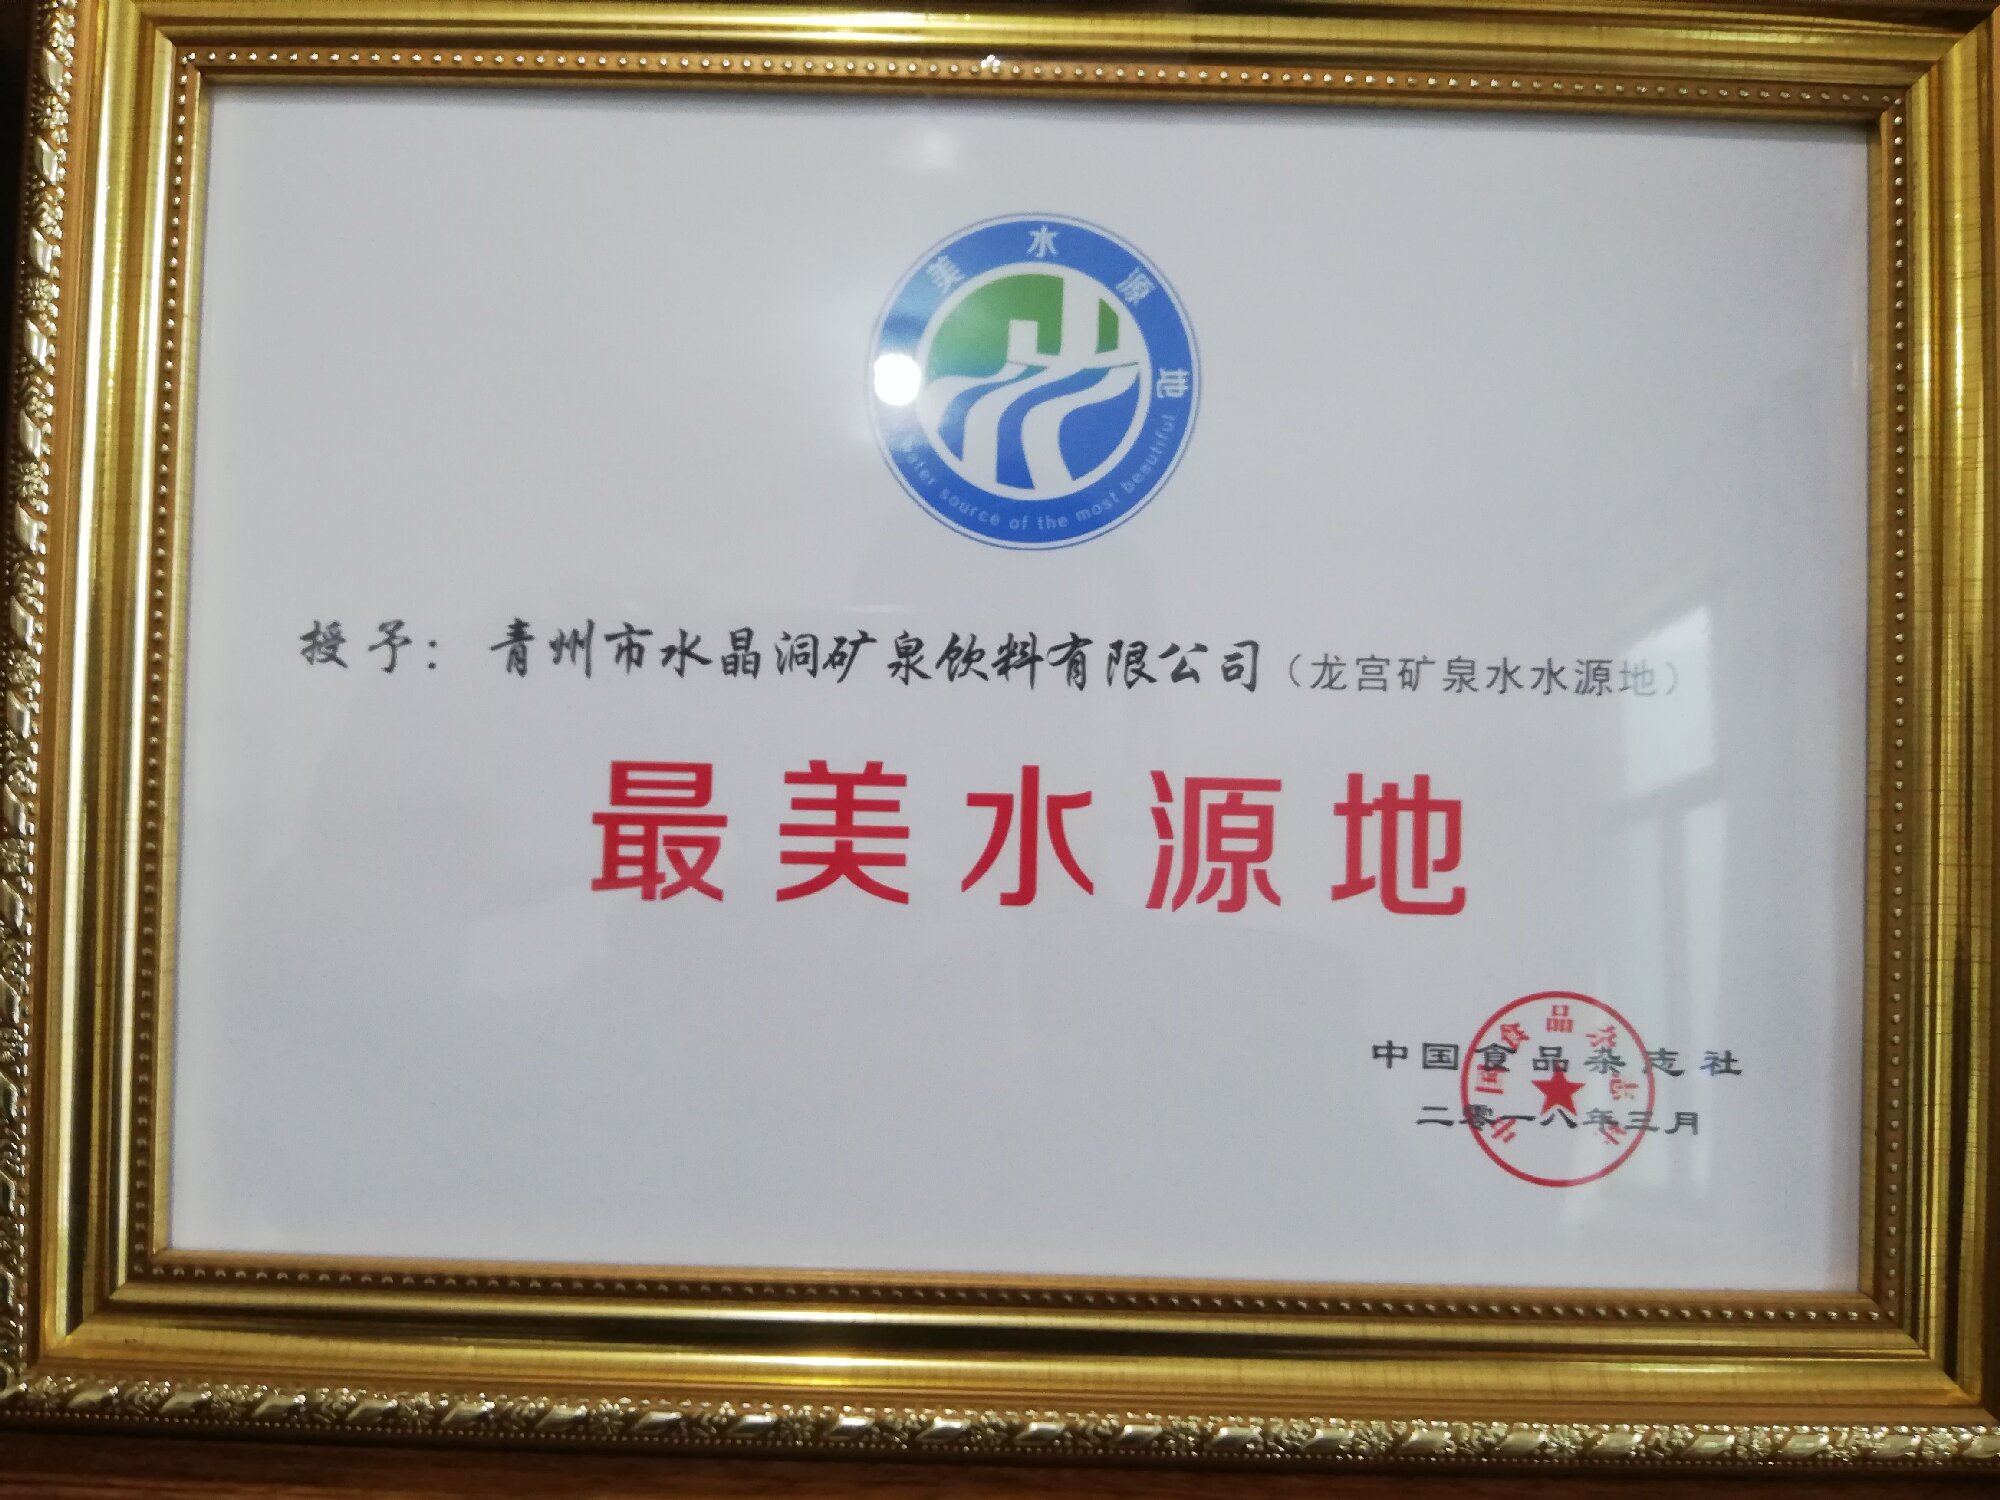 美水源地
Water source of the most beautiful
授予：青州市水晶洞矿泉饮料有限公司（龙宫矿泉水水源地）
最美水源地
中国食品杂志社
二零一八年三月